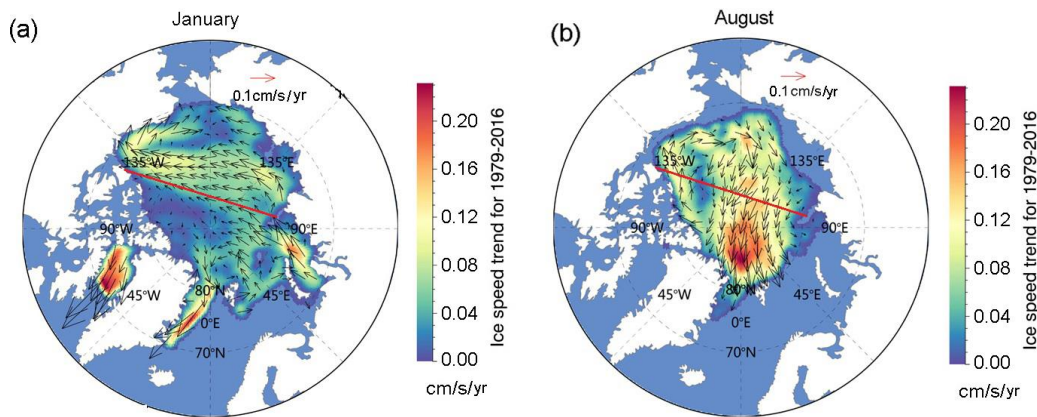 January
(a)
0.1cm/s/yr
135°W
135°E
90°W
90°E
45°W
80°N
45°E
0°E
70°N
0.20
0.16
0.12
0.08
0.04
0.00
cm/s/yr
Ice speed trend for 1979-2016
August
(b)
0.1cm/s/yr
135°W
135°E
90°W
90°E
45°W
80°N
45°E
0°E
70°N
0.20
0.16
0.12
0.08
0.04
0.00
cm/s/yr
Ice speed trend for 1979-2016